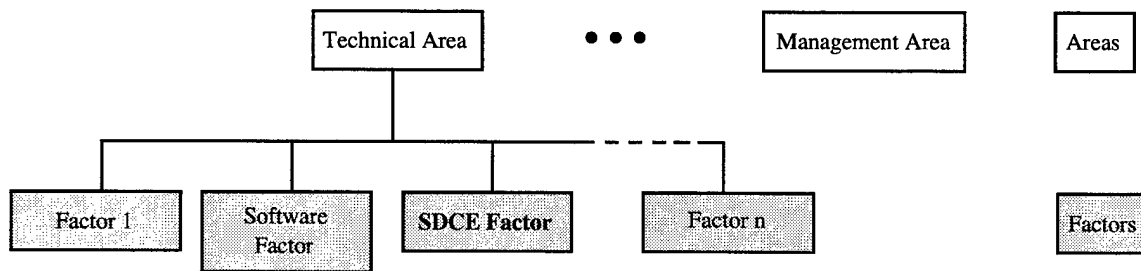 Technical Area
Management Area
Areas
Factor 1
Software
Factor
SDCE Factor
Factor n
Factors